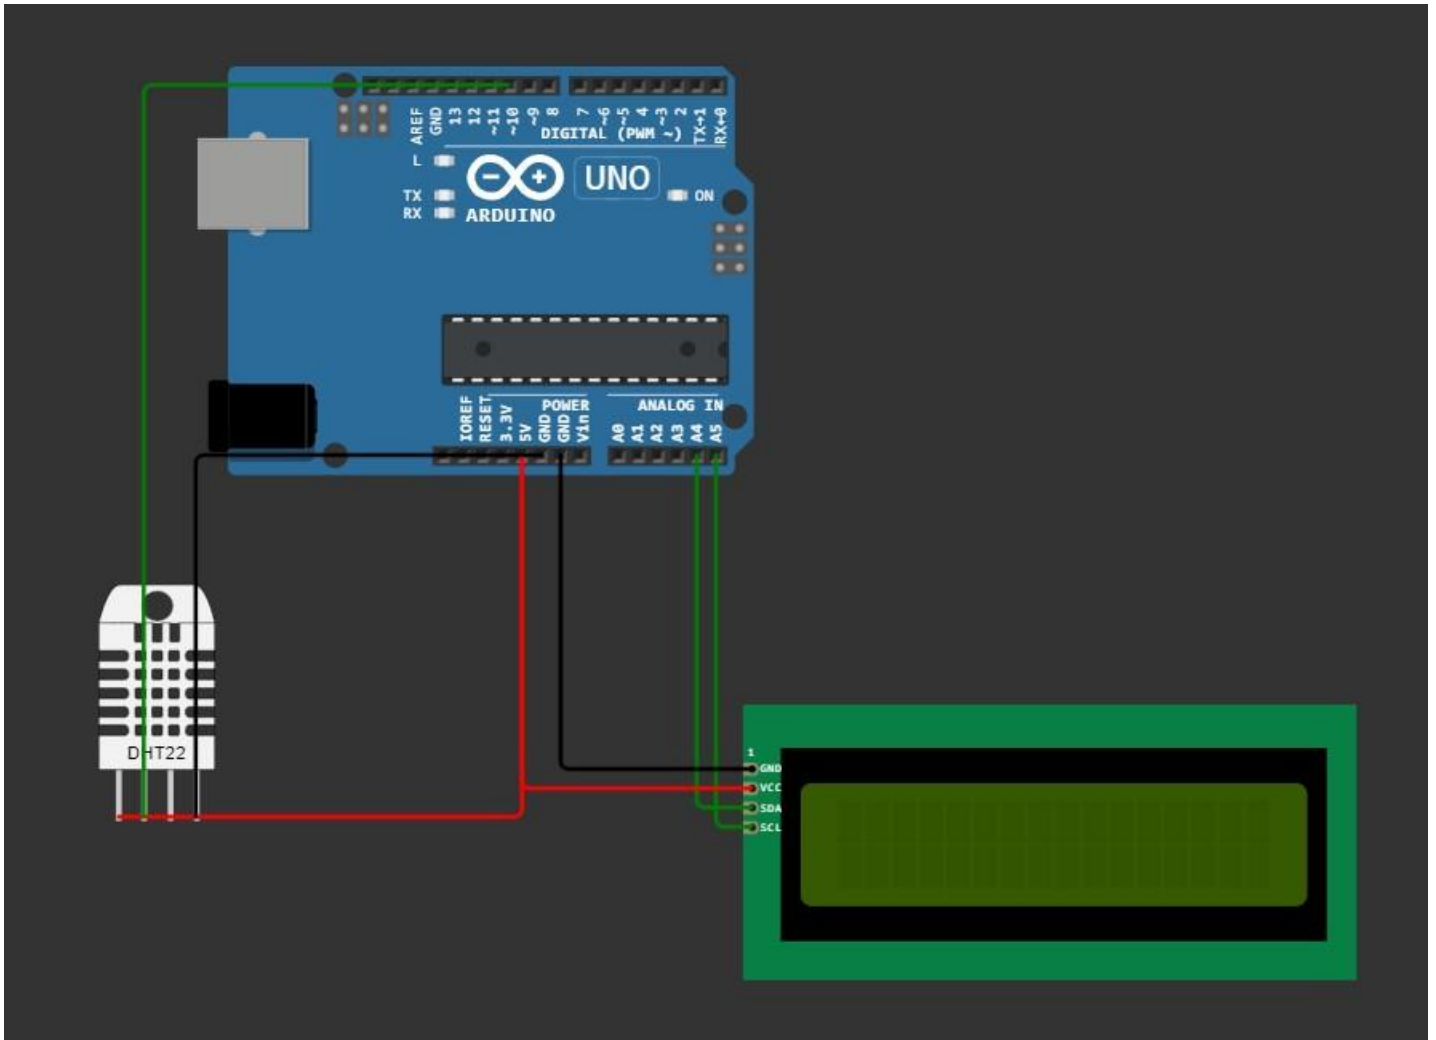 AREF
GND
13
12
~11
~10
~9
8
7
~6
~5
4
~3
2
TX→1
RX←0
DIGITAL (PWM ~)
L
TX
RX
ARDUINO
UNO
ON
IOREF
RESET
3.3V
5V
GND
GND
Vin
POWER
ANALOG IN
A0
A1
A2
A3
A4
A5
DHT22
1
GND
VCC
SDA
SCL